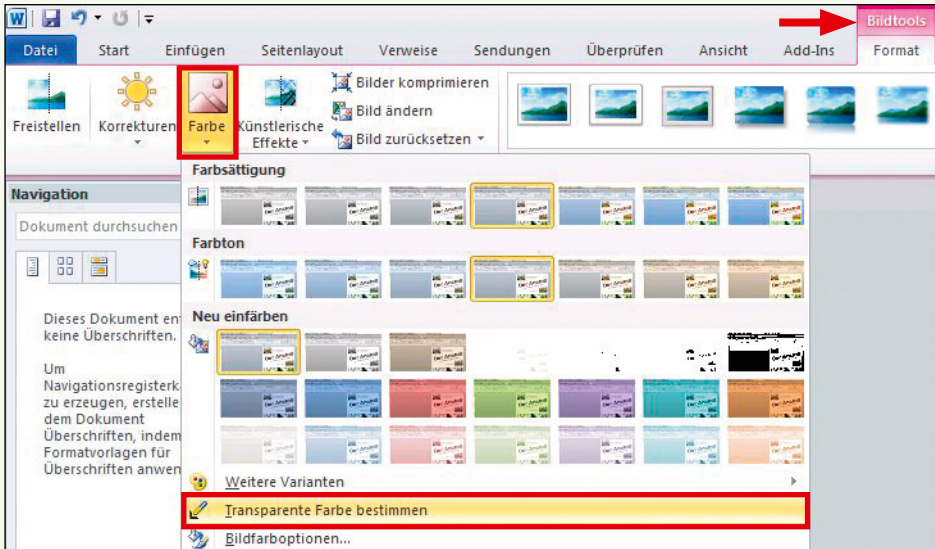 Bildtools
Datei Start Einfügen Seitenlayout Verweise Sendungen Überprüfen Ansicht Add-Ins Format
Freistellen
Korrekturen
Farbe
Künstlerische
Effekte
Bilder komprimieren
Bild ändern
Bild zurücksetzen
Farbsättigung
Farbton
Neu einfärben
Weitere Varianten
Transparente Farbe bestimmen
Bildfarboptionen...
Navigation
Dokument durchsuchen
Dieses Dokument en
keine Überschriften.
Um
Navigationsregisterk
zu erzeugen, erstelle
dem Dokument
Überschriften, indem
Formatvorlagen für
Überschriften anwen